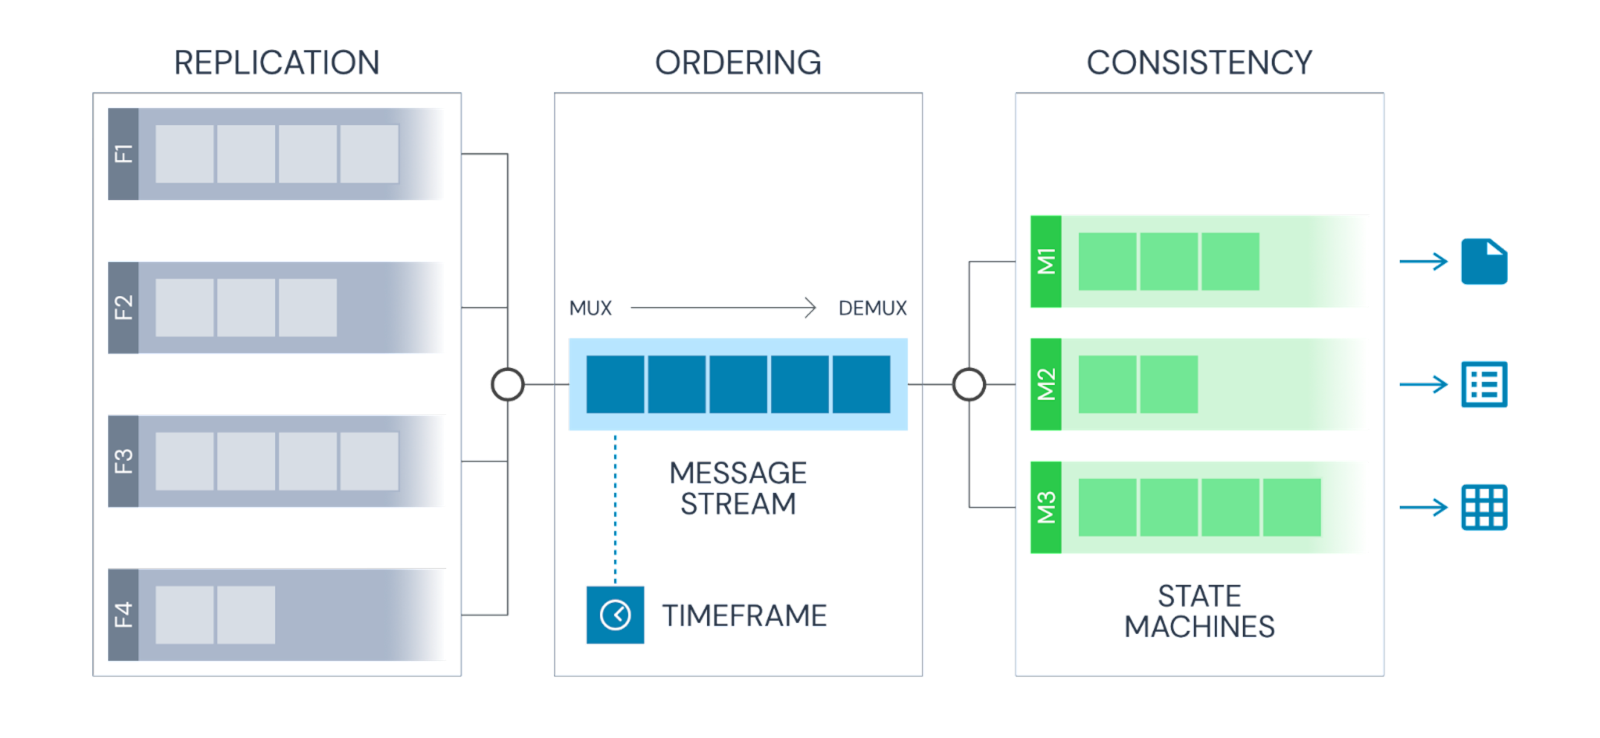 REPLICATION
F1
F2
F3
F4
ORDERING
MUX
DEMUX
MESSAGE
STREAM
TIMEFRAME
CONSISTENCY
M1
M2
M3
STATE
MACHINES